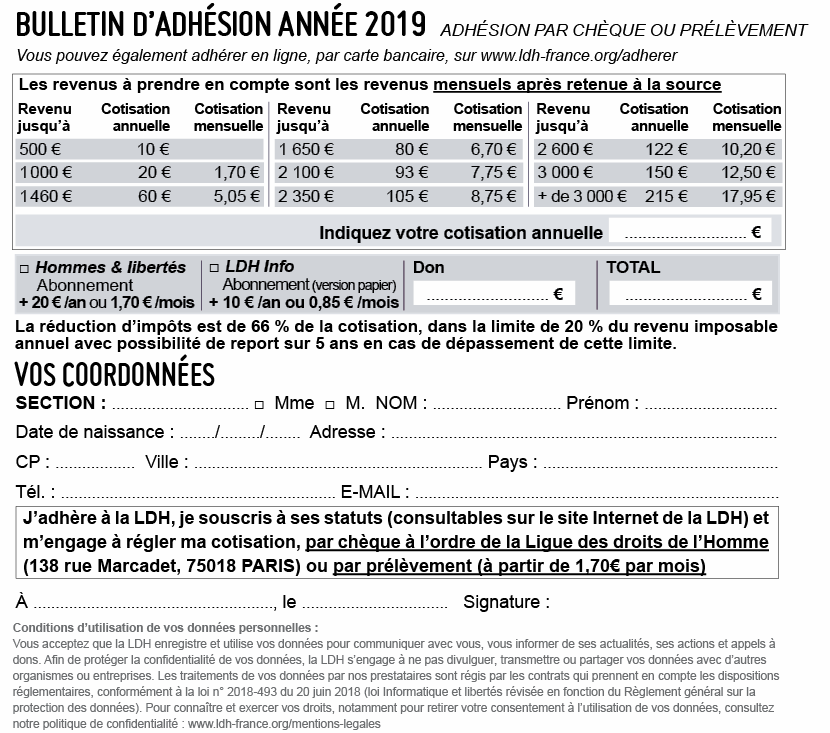 BULLETIN D'ADHÉSION ANNÉE 2019 ADHÉSION PAR CHÈQUE OU PRÉLÈVEMENT
Vous pouvez également adhérer en ligne, par carte bancaire, sur www.ldh-france.org/adherer
Les revenus à prendre en compte sont les revenus mensuels après retenue à la source
Revenu jusqu'à Cotisation annuelle Cotisation mensuelle Revenu jusqu'à Cotisation annuelle Cotisation mensuelle Revenu jusqu'à Cotisation annuelle Cotisation mensuelle
500 € 10 € 1 650 € 80 € 6,70 € 2 600 € 122 € 10,20 €
1 000 € 20 € 1,70 € 2 100 € 93 € 7,75 € 3 000 € 150 € 12,50 €
1 460 € 60 € 5,05 € 2 350 € 105 € 8,75 € + de 3 000 € 215 € 17,95 €
Indiquez votre cotisation annuelle ........................... €
□ Hommes & libertés
Abonnement
+ 20 €/an ou 1,70 €/mois
□ LDH Info
Abonnement (version papier)
+ 10 €/an ou 0,85 €/mois
Don
........................... €
TOTAL
........................... €
La réduction d'impôts est de 66 % de la cotisation, dans la limite de 20 % du revenu imposable
annuel avec possibilité de report sur 5 ans en cas de dépassement de cette limite.
VOS COORDONNÉES
SECTION : ............................ □ Mme □ M. NOM : .......................... Prénom : ...........................
Date de naissance : ......./......../....... Adresse : ...............................................................................
CP : ................ Ville : ........................................................... Pays : ................................................
Tél. : ........................................................ E-MAIL : ..........................................................................
J'adhère à la LDH, je souscris à ses statuts (consultables sur le site Internet de la LDH) et
m'engage à régler ma cotisation, par chèque à l'ordre de la Ligue des droits de l'Homme
(138 rue Marcadet, 75018 PARIS) ou par prélèvement (à partir de 1,70€ par mois)
À ................................................., le .............................. Signature :
Conditions d'utilisation de vos données personnelles :
Vous acceptez que la LDH enregistre et utilise vos données pour communiquer avec vous, vous informer de ses actualités, ses actions et appels à
dons. Afin de protéger la confidentialité de vos données, la LDH s'engage à ne pas divulguer, transmettre ou partager vos données avec d'autres
organismes ou entreprises. Les traitements de vos données par nos prestataires sont régis par les contrats qui prennent en compte les dispositions
réglementaires, conformément à la loi n° 2018-493 du 20 juin 2018 (loi Informatique et libertés révisée en fonction du Règlement général sur la
protection des données). Pour connaître et exercer vos droits, notamment pour retirer votre consentement à l'utilisation de vos données, consultez
notre politique de confidentialité : www.ldh-france.org/mentions-legales